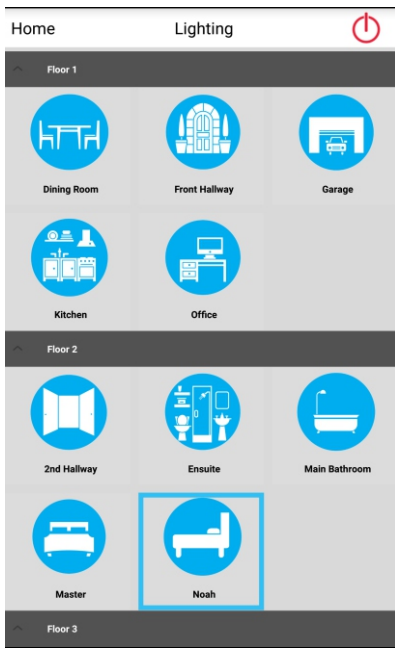 Home Lighting
Floor 1
Dining Room Front Hallway Garage
Kitchen Office
Floor 2
2nd Hallway Ensuite Main Bathroom
Master Noah
Floor 3